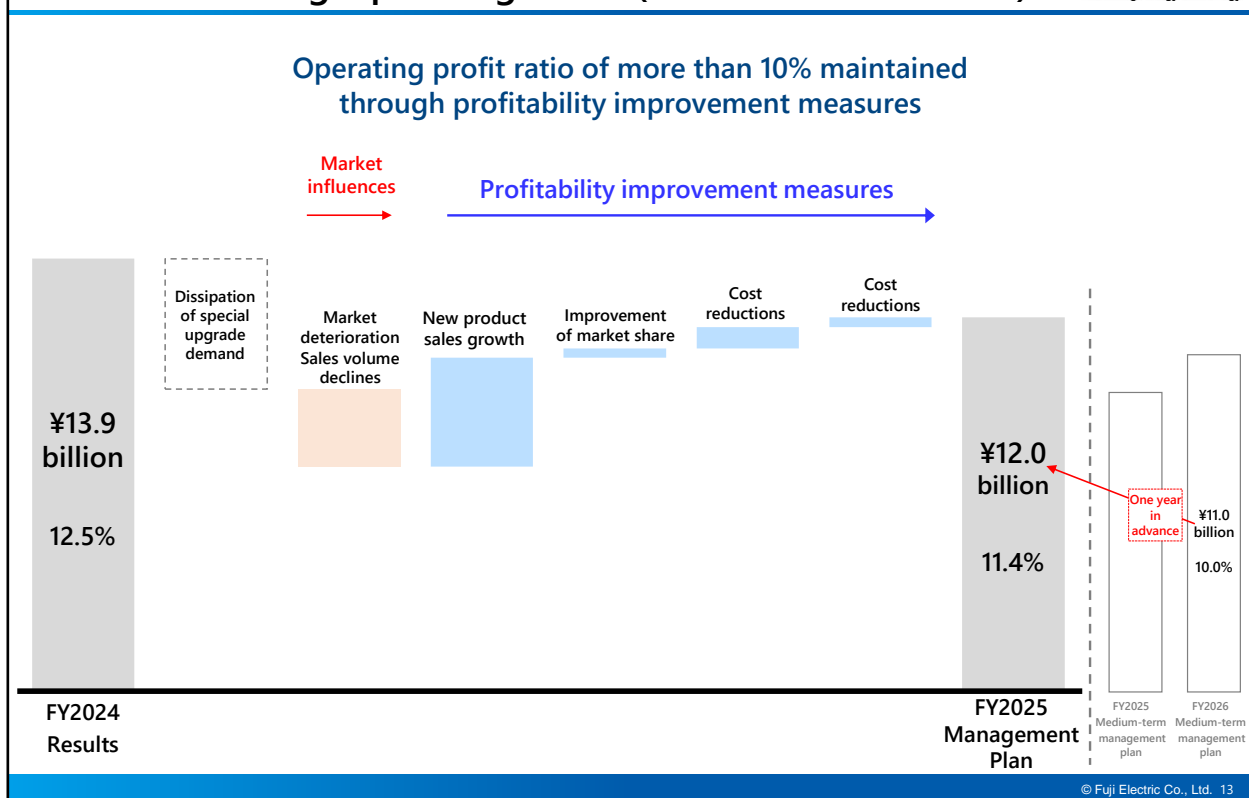 Operating profit ratio of more than 10% maintained
through profitability improvement measures
Market
influences
Profitability improvement measures
Dissipation
of special
upgrade
demand
Market
deterioration
Sales volume
declines
New product
sales growth
Improvement
of market share
Cost
reductions
Cost
reductions
¥13.9
billion
12.5%
¥12.0
billion
11.4%
One year
in
advance
¥11.0
billion
10.0%
FY2024
Results
FY2025
Management
Plan
FY2025
Medium-term
management
plan
FY2026
Medium-term
management
plan
© Fuji Electric Co., Ltd. 13